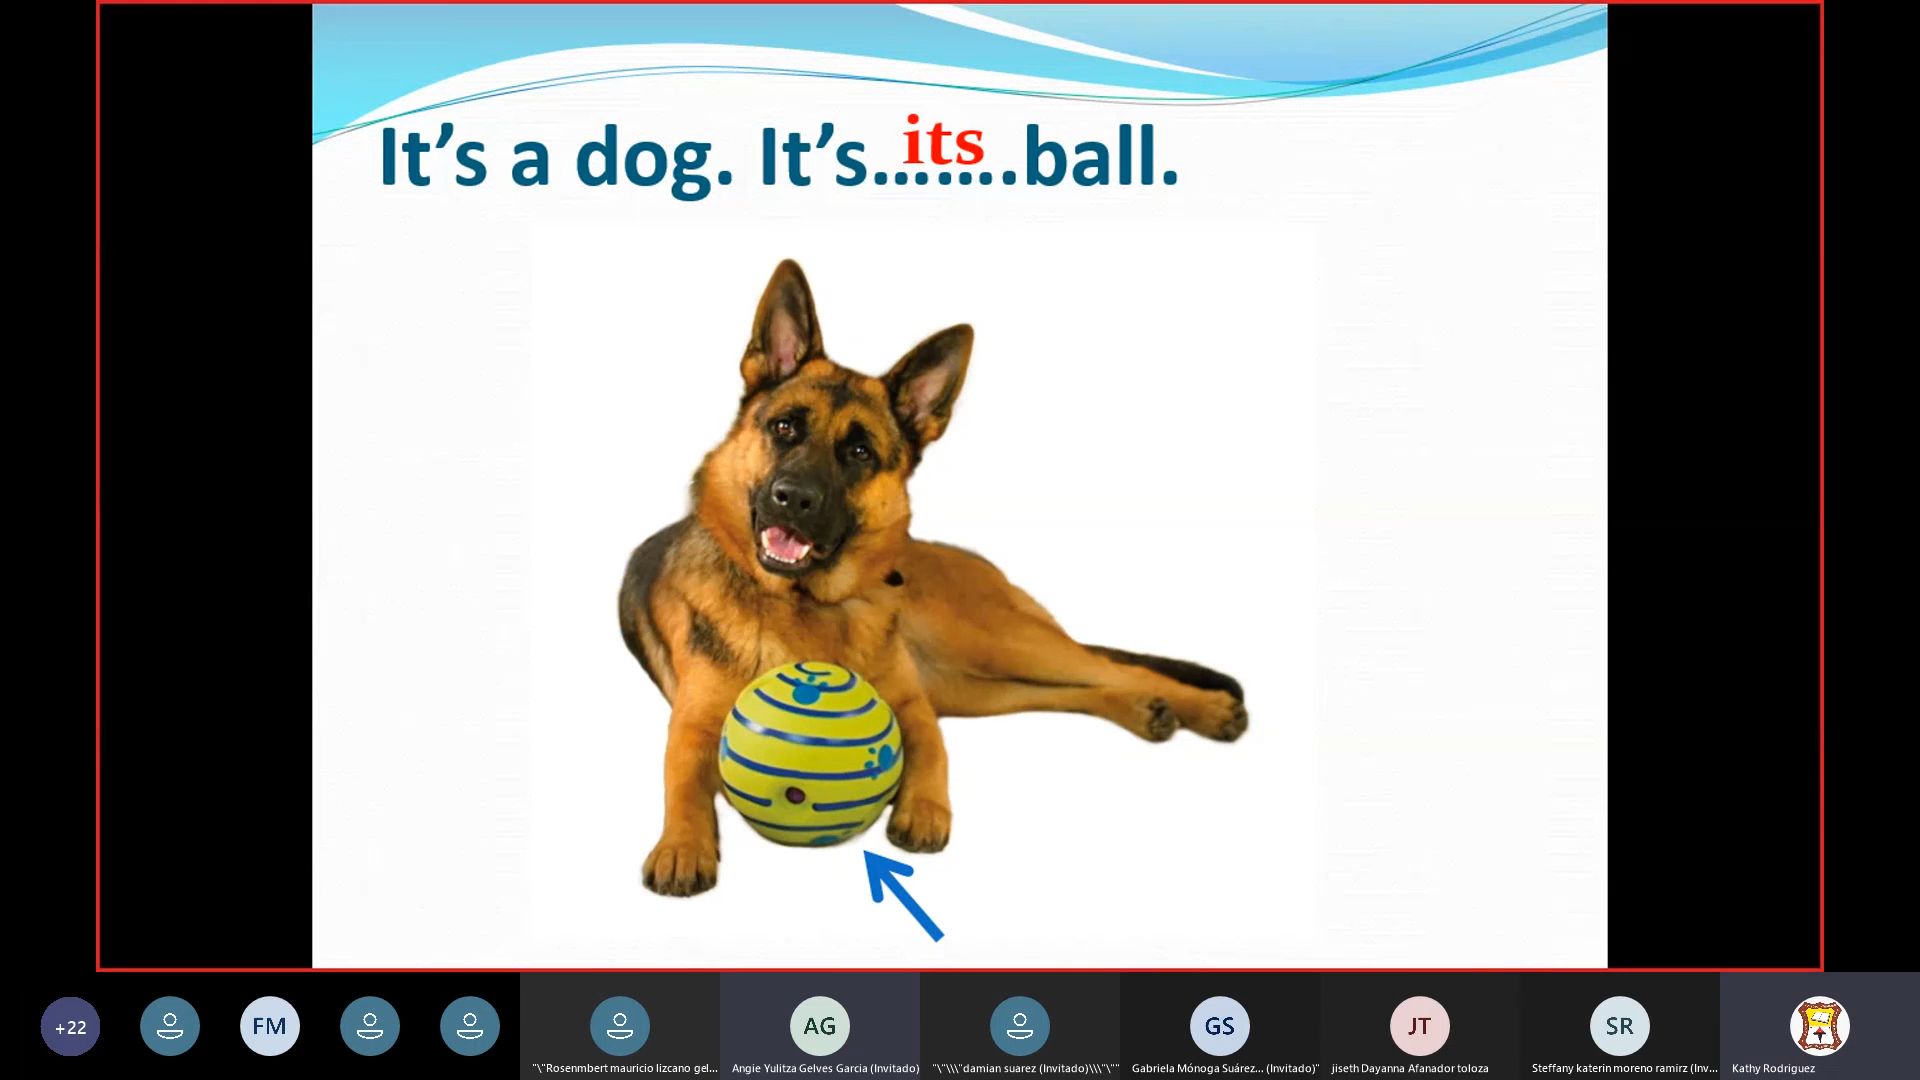 its
It’s a dog. It’s.......ball.
+22
FM
AG
GS
JT
SR
"\"Rosenmbert mauricio lizcano gel...
Angie Yulitza Gelves Garcia (Invitado)
"\"\\\"damian suarez (Invitado)\\\"\""
Gabriela Mónoga Suárez... (Invitado)"
jiseth Dayanna Afanador toloza
Steffany katerin moreno ramirz (Inv...
Kathy Rodriguez